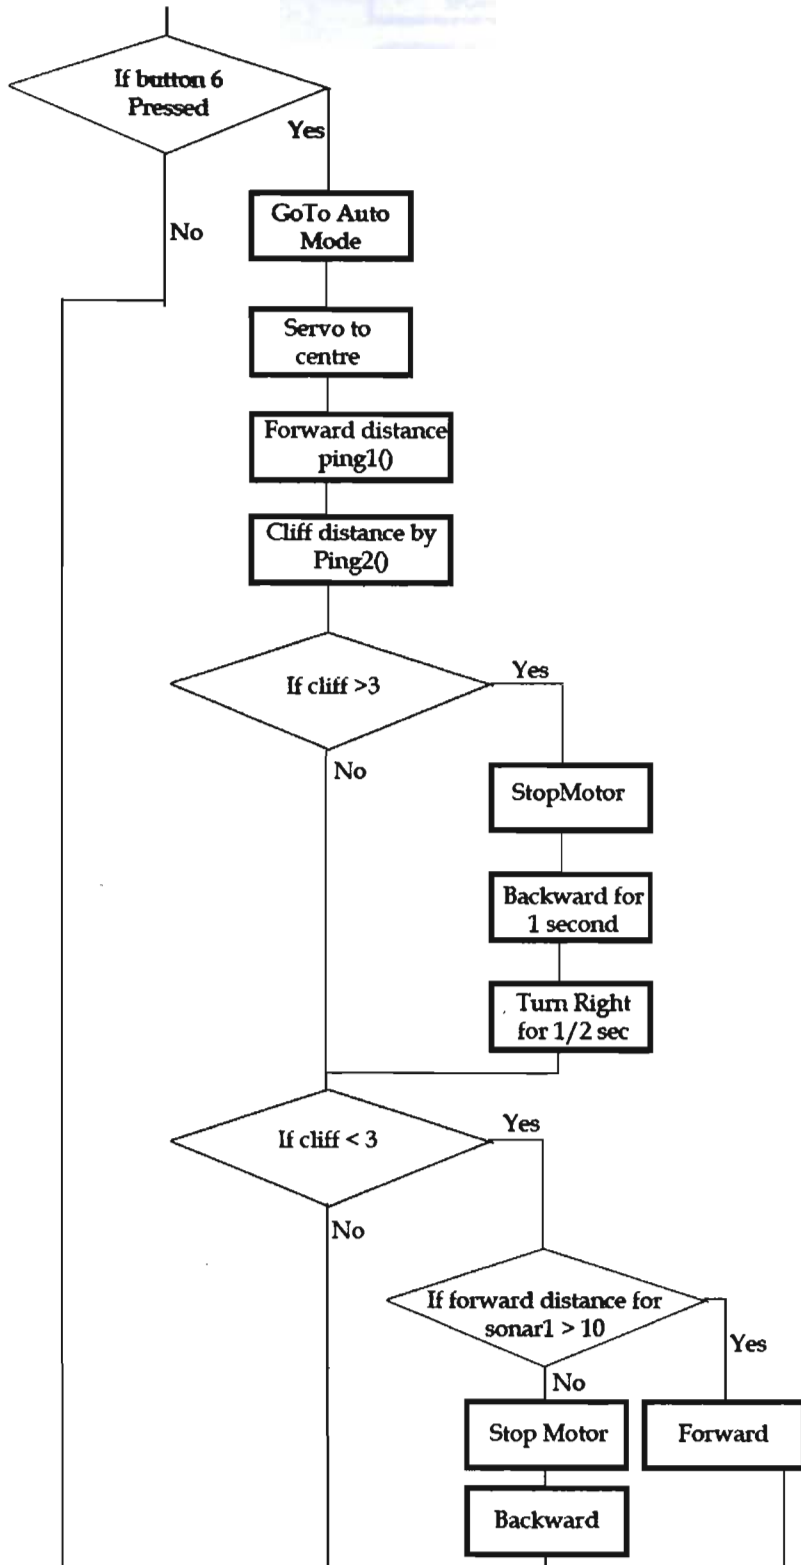 If button 6
Pressed
Yes
No
GoTo Auto
Mode
Servo to
centre
Forward distance
ping1()
Cliff distance by
Ping2()
If cliff >3
Yes
No
StopMotor
Backward for
1 second
Turn Right
for 1/2 sec
If cliff < 3
Yes
No
If forward distance for
sonar1 > 10
Yes
No
Stop Motor
Forward
Backward